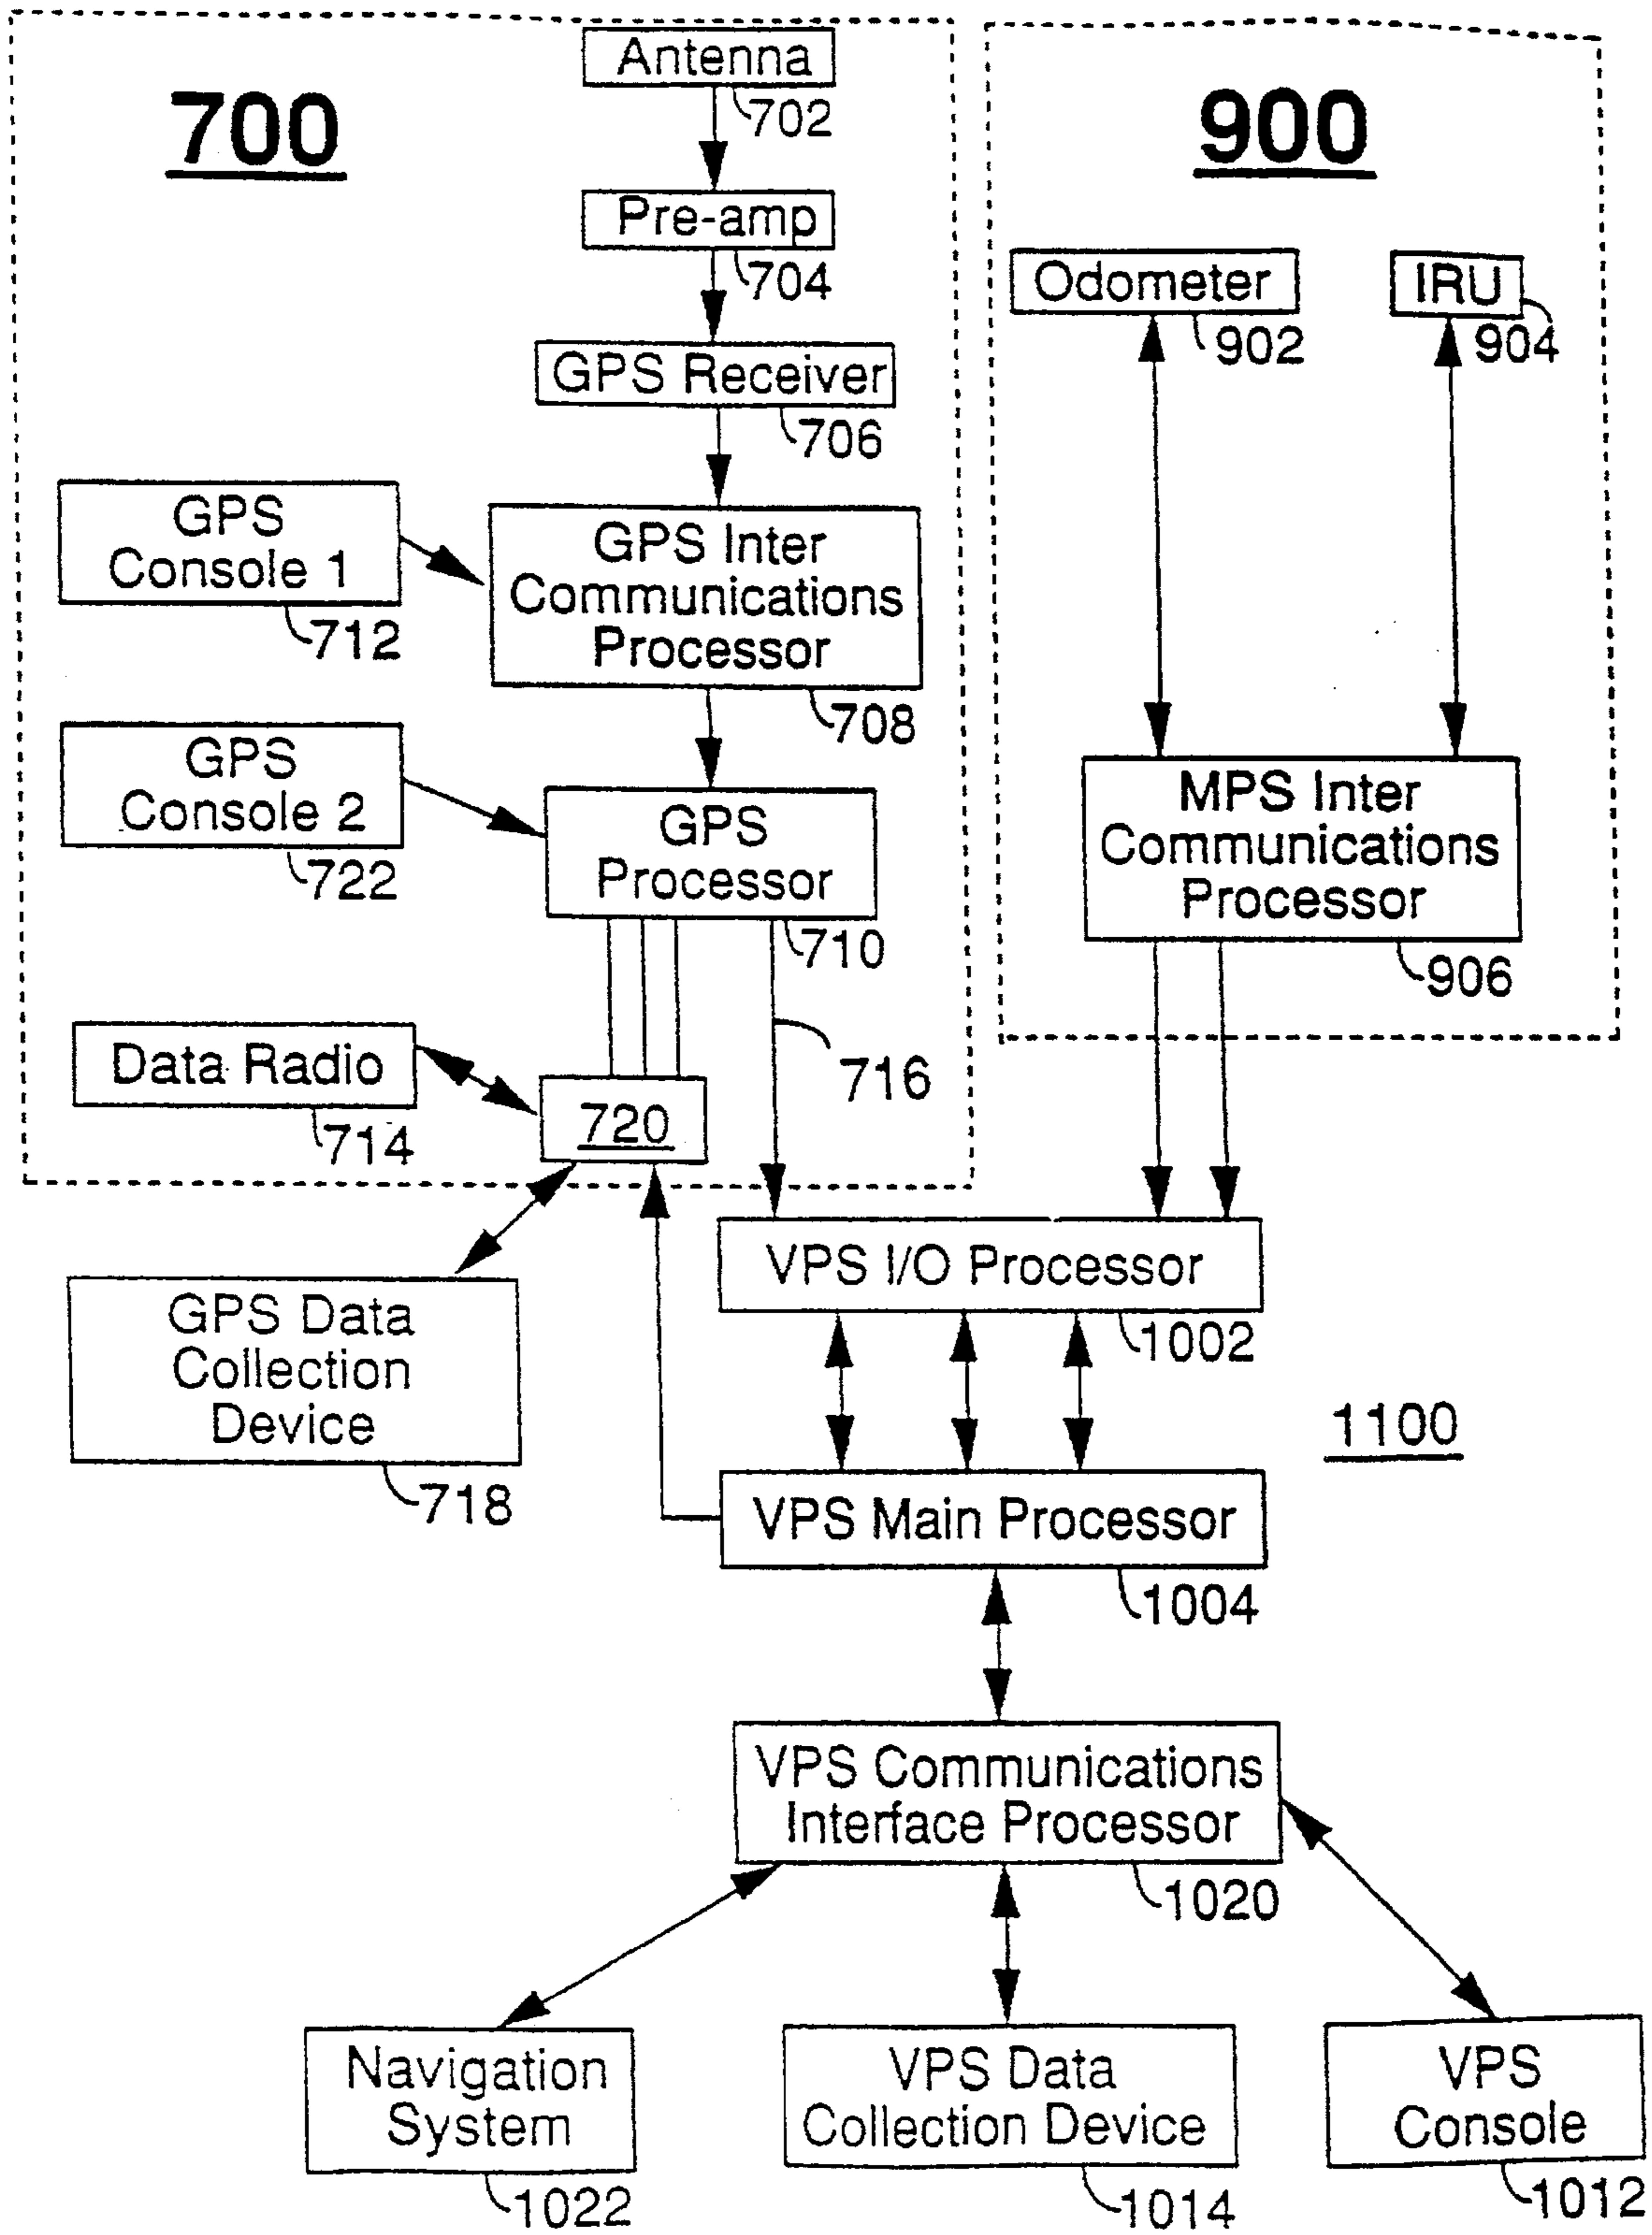 700
Antenna
702
Pre-amp
704
GPS Receiver
706
GPS
Console 1
712
GPS Inter
Communications
Processor
708
GPS
Console 2
722
GPS
Processor
710
716
Data Radio
714
720
900
Odometer
902
IRU
904
MPS Inter
Communications
Processor
906
GPS Data
Collection
Device
718
VPS I/O Processor
1002
1100
VPS Main Processor
1004
VPS Communications
Interface Processor
1020
Navigation
System
1022
VPS Data
Collection Device
1014
VPS
Console
1012